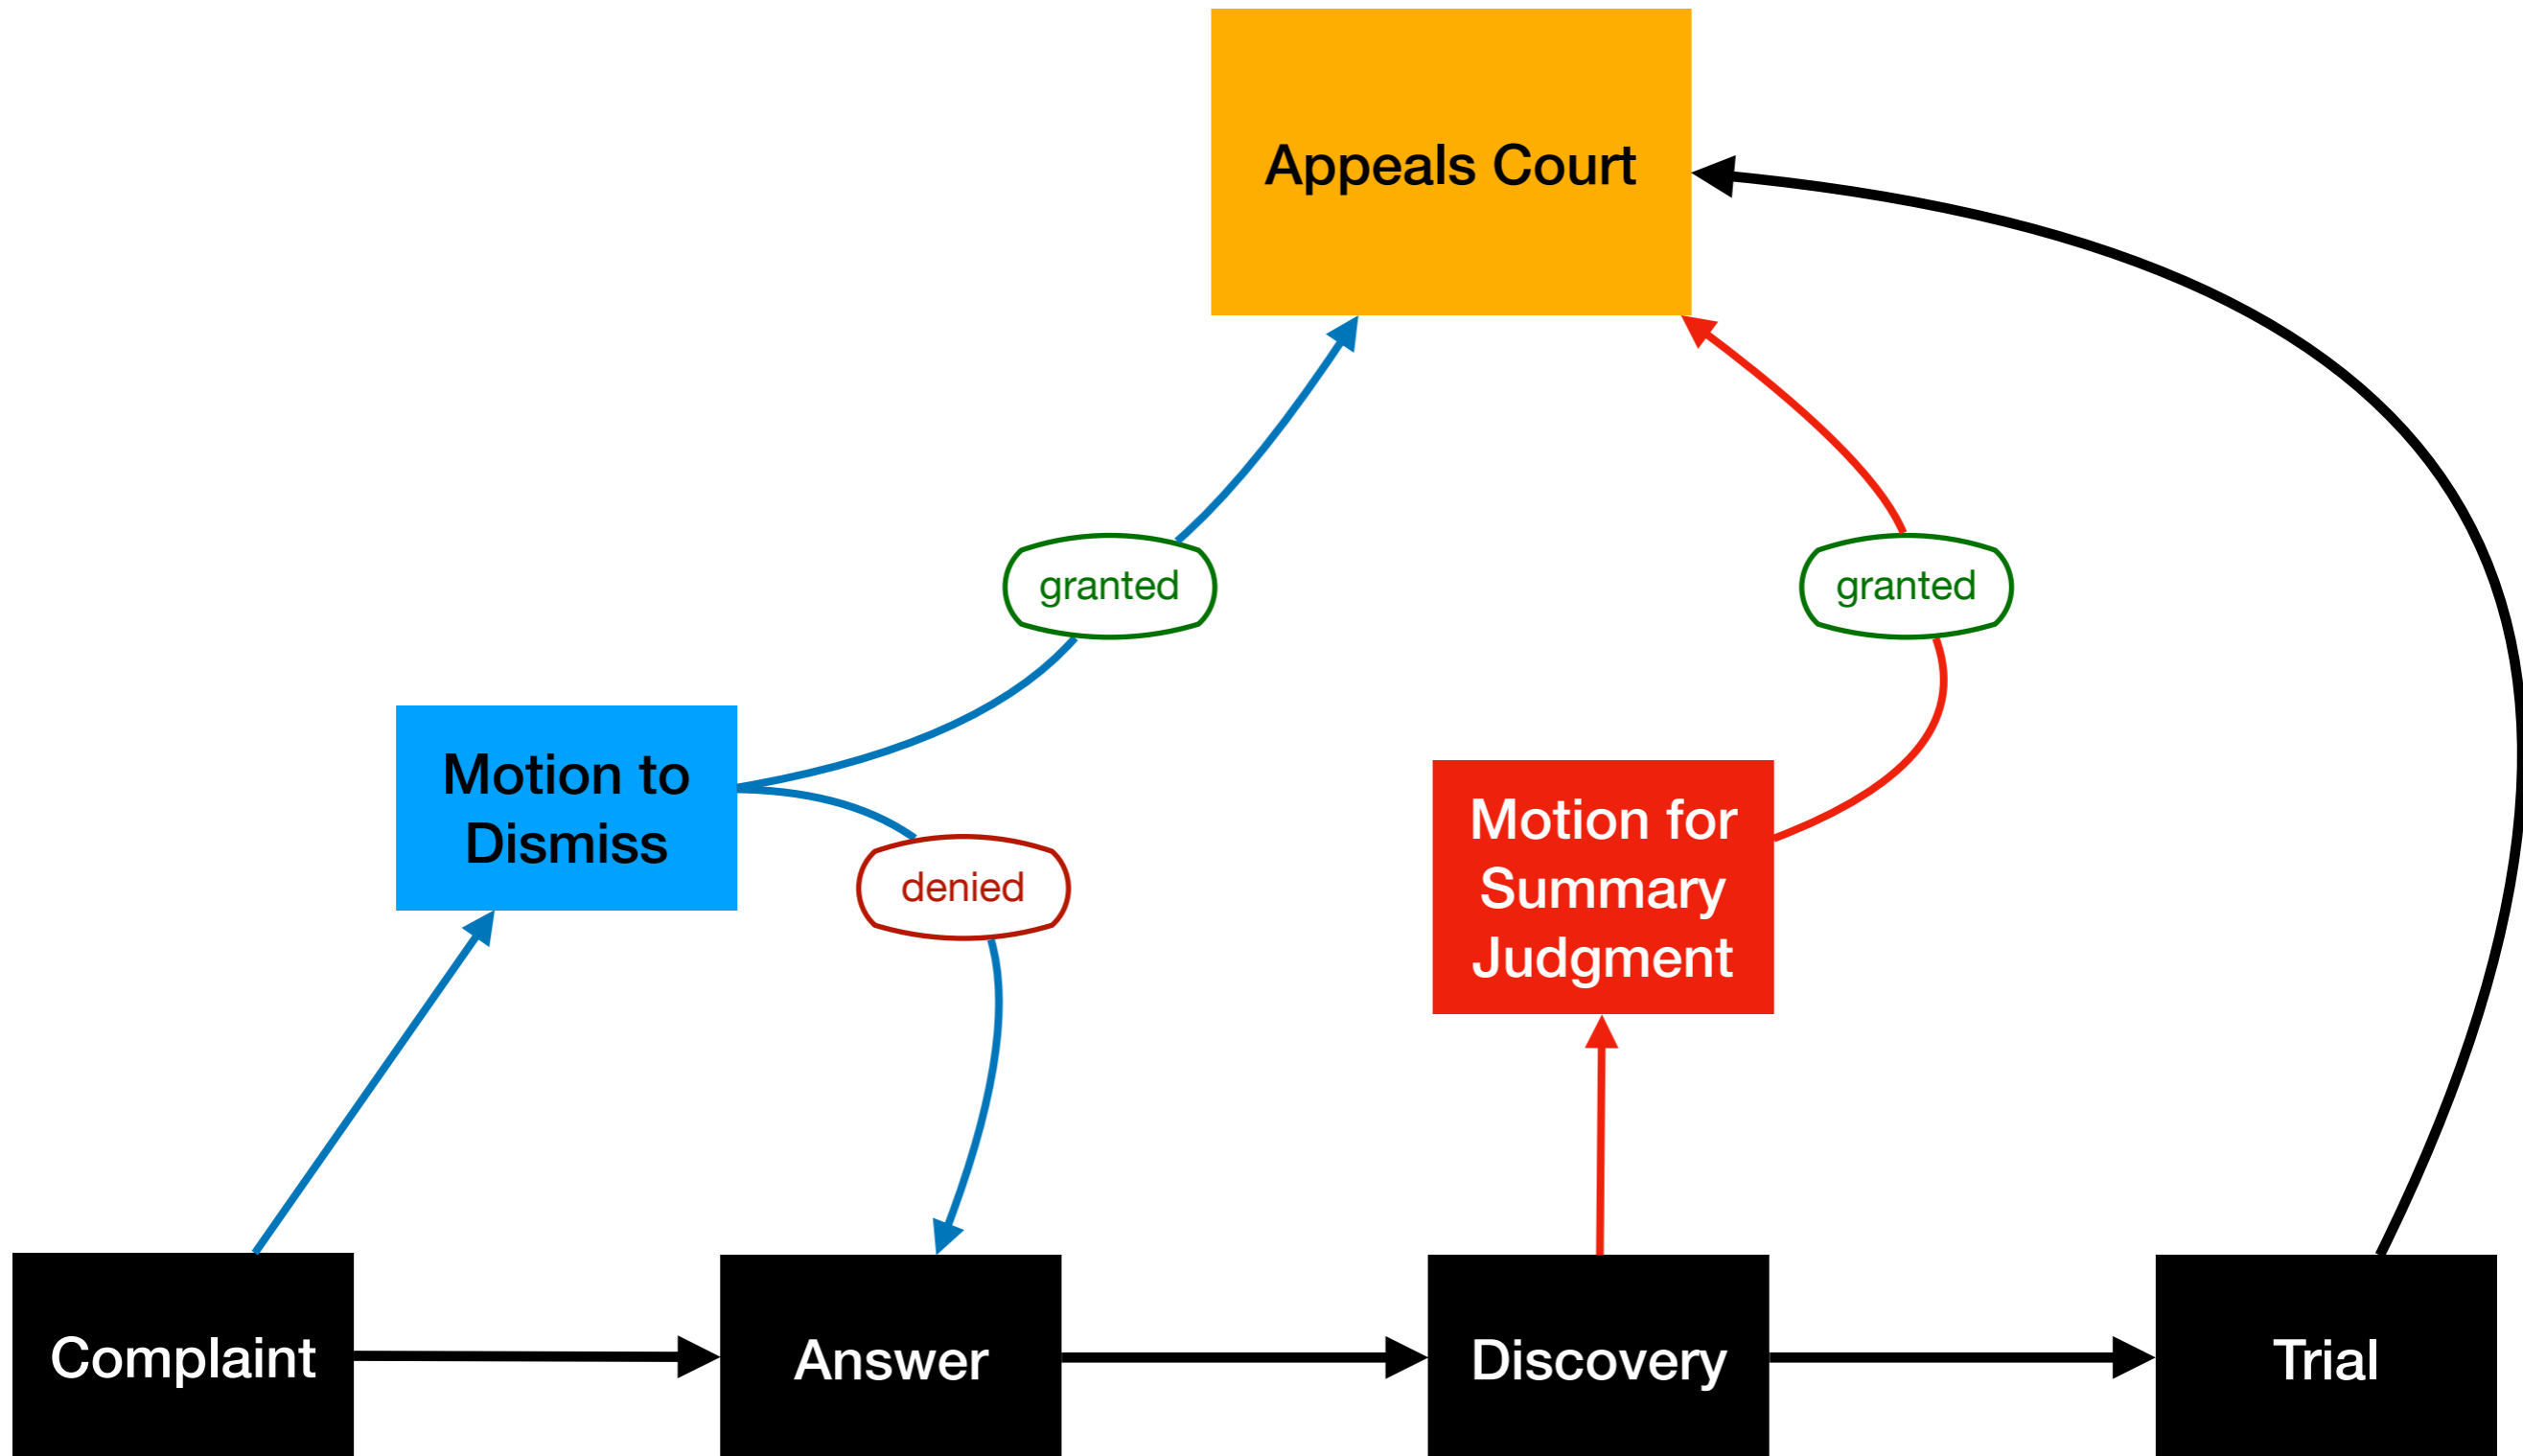 Appeals Court
granted
granted
Motion to
Dismiss
denied
Motion for
Summary
Judgment
Complaint
Answer
Discovery
Trial